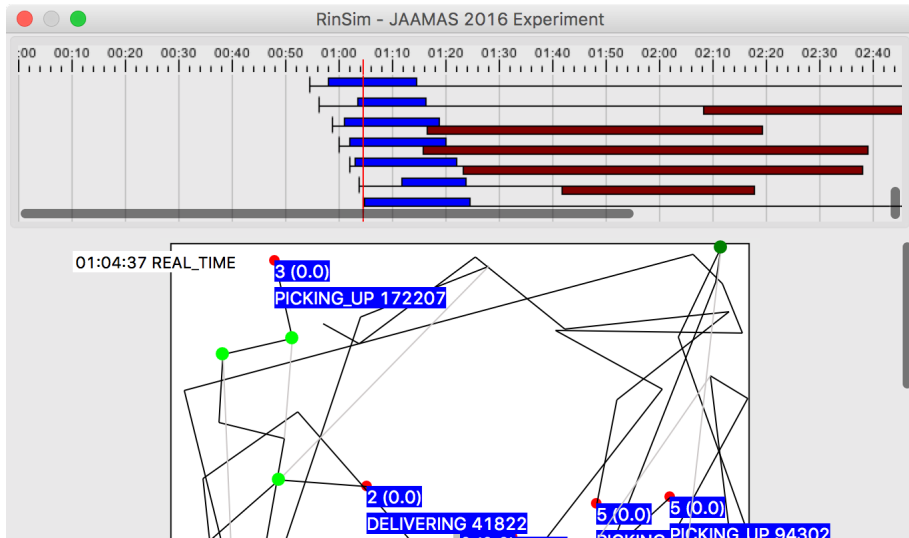 RinSim - JAAMAS 2016 Experiment
:00 00:10 00:20 00:30 00:40 00:50 01:00 01:10 01:20 01:30 01:40 01:50 02:00 02:10 02:20 02:30 02:40
01:04:37 REAL_TIME
3 (0.0)
PICKING_UP 172207
2 (0.0)
DELIVERING 41822
5 (0.0)
5 (0.0)
PICKING_UP 94302